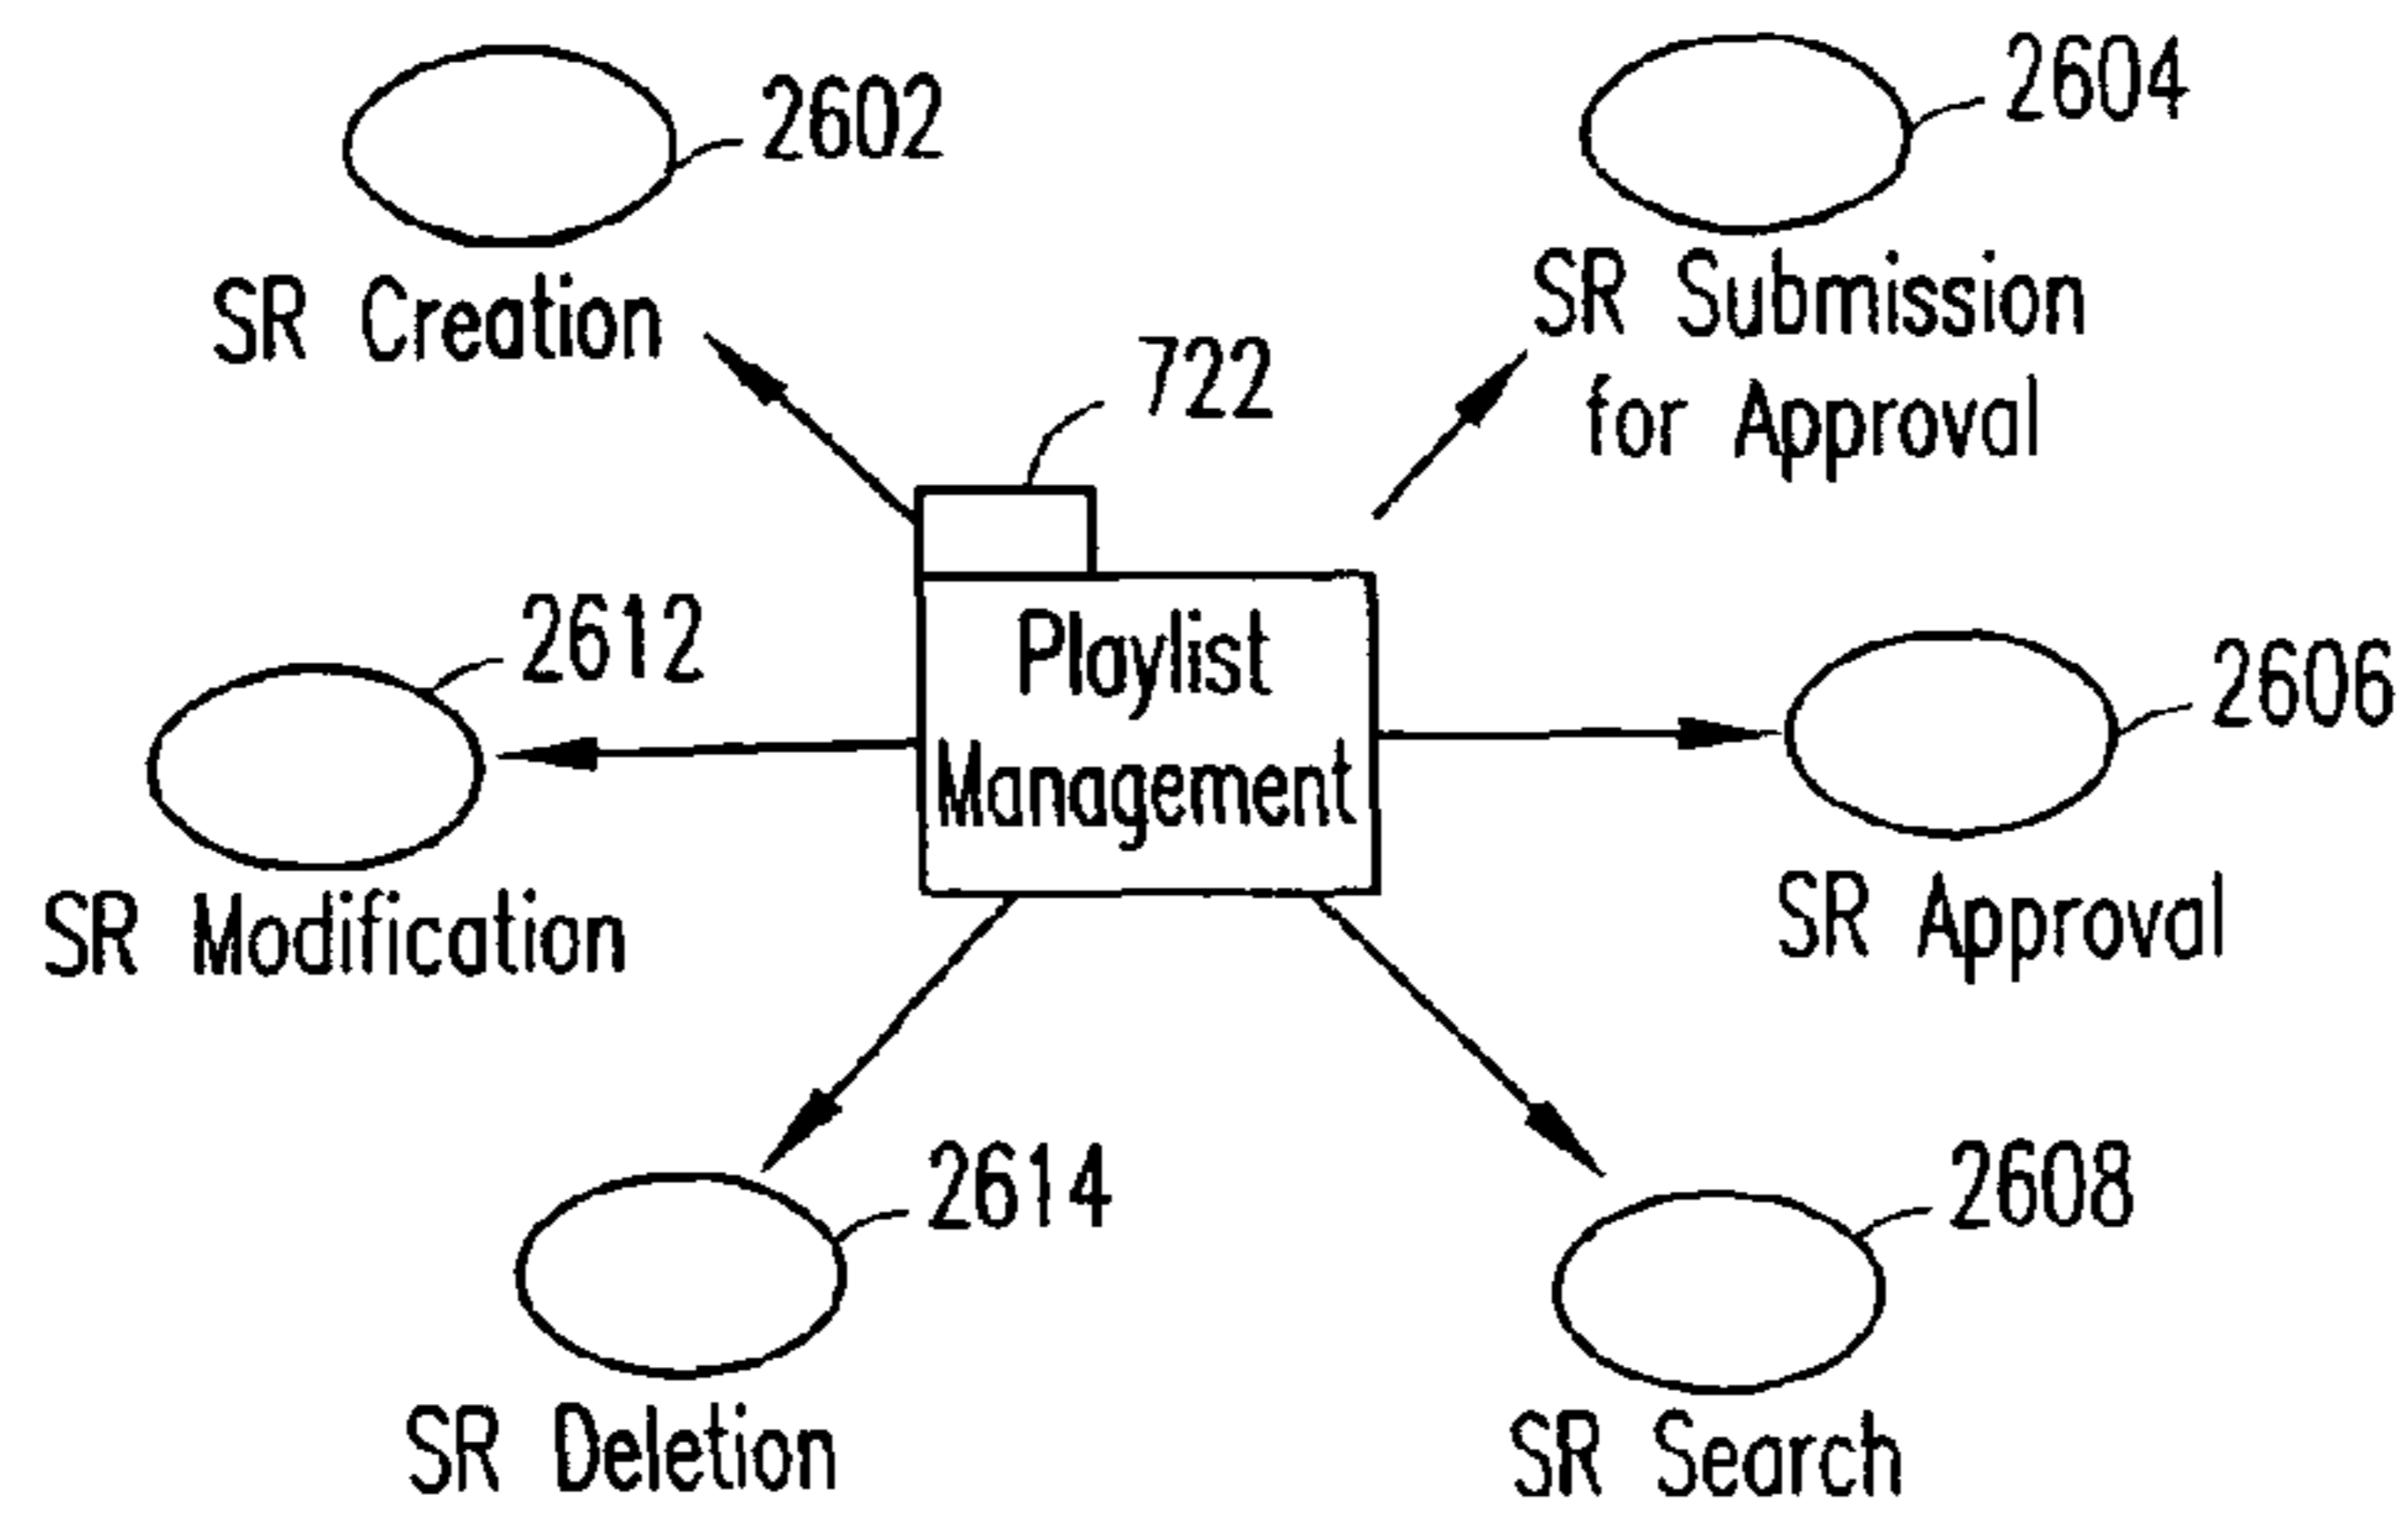 2602
SR Creation
2604
SR Submission
for Approval
722
Playlist
Management
2612
SR Modification
2606
SR Approval
2614
SR Deletion
2608
SR Search